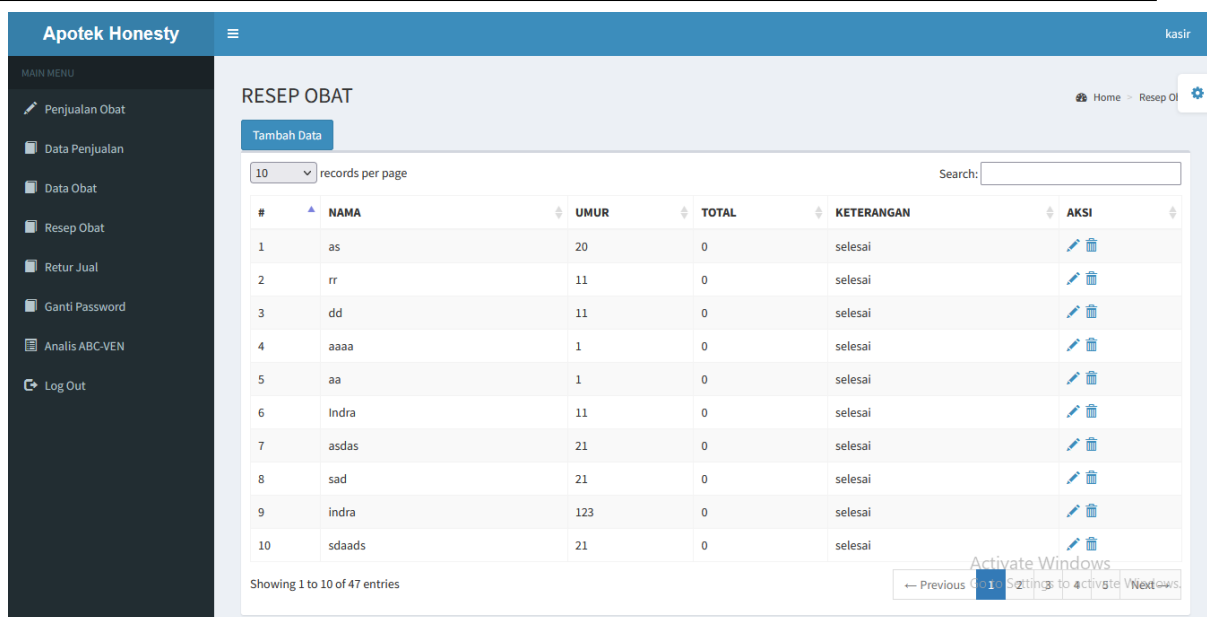 Apotek Honesty
kasir
MAIN MENU
Penjualan Obat
Data Penjualan
Data Obat
Resep Obat
Retur Jual
Ganti Password
Analis ABC-VEN
Log Out
RESEP OBAT
Home > Resep Ob
Tambah Data
10 records per page
Search:
# NAMA UMUR TOTAL KETERANGAN AKSI
1 as 20 0 selesai
2 rr 11 0 selesai
3 dd 11 0 selesai
4 aaaa 1 0 selesai
5 aa 1 0 selesai
6 Indra 11 0 selesai
7 asdas 21 0 selesai
8 sad 21 0 selesai
9 indra 123 0 selesai
10 sdaads 21 0 selesai
Activate Windows
Go to Settings to activate Windows.
Showing 1 to 10 of 47 entries
← Previous 1 2 3 4 5 Next →